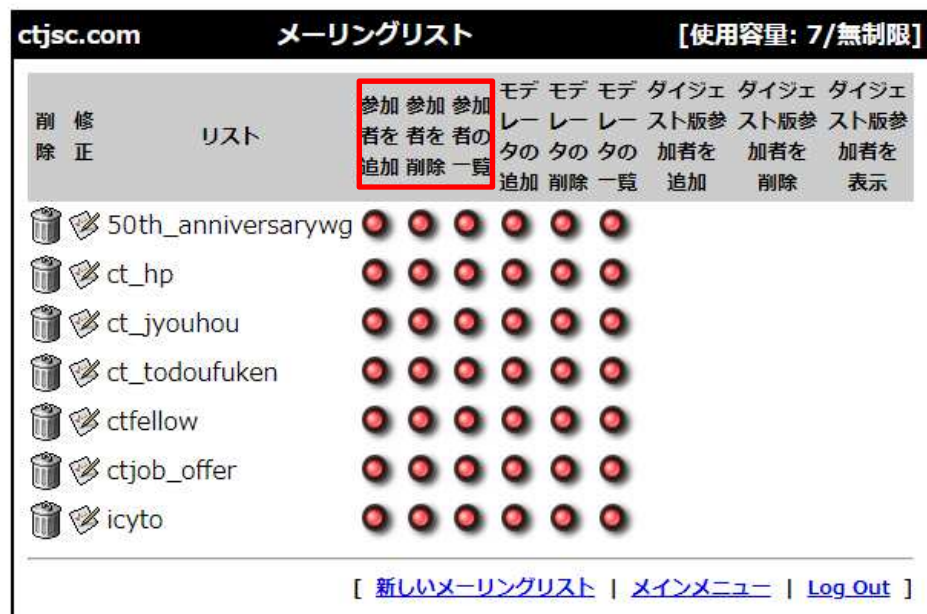 ctjsc.com メーリングリスト [使用容量: 7/無制限]
削除 修正 リスト 参加者を追加 参加者を削除 参加者の一覧 モデレータの追加 モデレータの削除 モデレータの一覧 ダイジェスト版参加者を追加 ダイジェスト版参加者を削除 ダイジェスト版参加者を表示
50th_anniversarywg
ct_hp
ct_jyouhou
ct_todoufuken
ctfellow
ctjob_offer
icyto
[ 新しいメーリングリスト | メインメニュー | Log Out ]